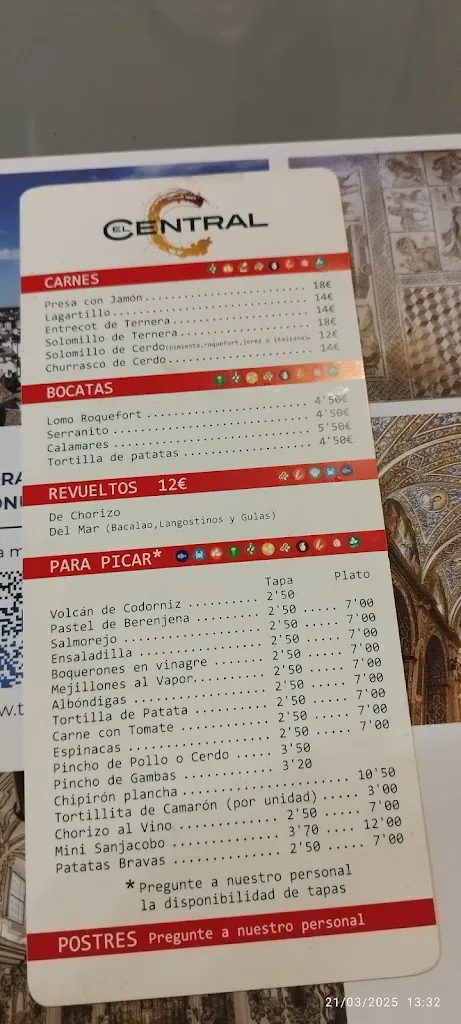 EL CENTRAL
CARNES
Presa con Jamón 18€
Lagartillo 14€
Entrecot de Ternera 14€
Solomillo de Ternera 18€
Solomillo de Cerdo (pimienta,roquefort,jerez o italiana) 12€
Churrasco de Cerdo 14€
BOCATAS
Lomo Roquefort 4'50€
Serranito 4'50€
Calamares 5'50€
Tortilla de patatas 4'50€
REVUELTOS 12€
De Chorizo
Del Mar (Bacalao,Langostinos y Gulas)
PARA PICAR*
Tapa Plato
Volcán de Codorniz 2'50
Pastel de Berenjena 2'50 7'00
Salmorejo 2'50 7'00
Ensaladilla 2'50 7'00
Boquerones en vinagre 2'50 7'00
Mejillones al Vapor 2'50 7'00
Albóndigas 2'50 7'00
Tortilla de Patata 2'50 7'00
Carne con Tomate 2'50 7'00
Espinacas 2'50 7'00
Pincho de Pollo o Cerdo 3'50
Pincho de Gambas 3'20
Chipirón plancha 10'50
Tortillita de Camarón (por unidad) 3'00
Chorizo al Vino 2'50 7'00
Mini Sanjacobo 3'70 12'00
Patatas Bravas 2'50 7'00
* Pregunte a nuestro personal
la disponibilidad de tapas
POSTRES Pregunte a nuestro personal
21/03/2025 13:32